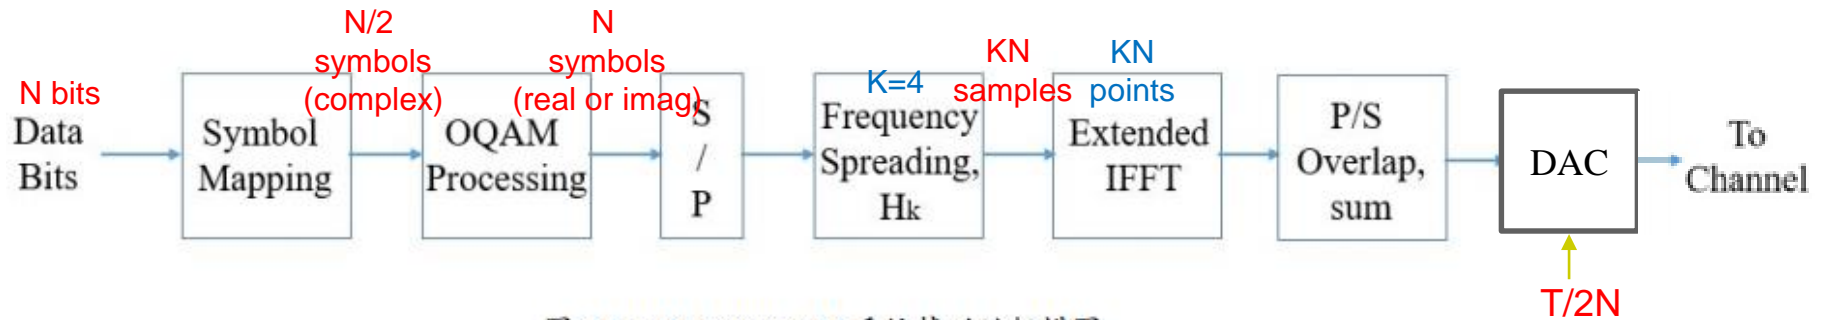 N bits
Data
Bits
Symbol
Mapping
N/2
symbols
(complex)
OQAM
Processing
N
symbols
(real or imag)
S
/
P
K=4
Frequency
Spreading,
Hk
KN
samples
KN
points
Extended
IFFT
P/S
Overlap,
sum
DAC
T/2N
To
Channel